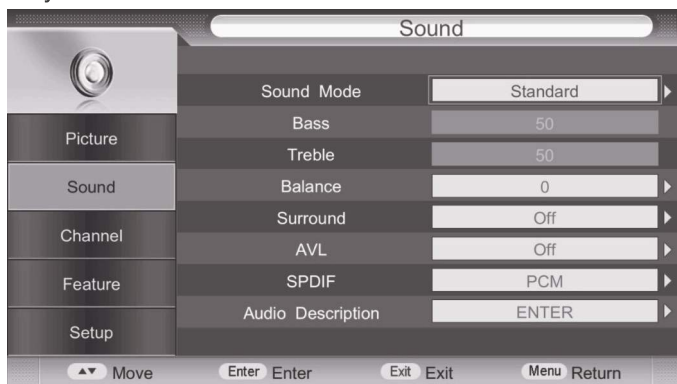 Sound
Sound Mode Standard
Bass 50
Treble 50
Balance 0
Surround Off
AVL Off
SPDIF PCM
Audio Description ENTER
Picture
Sound
Channel
Feature
Setup
Move Enter Enter Exit Exit Menu Return